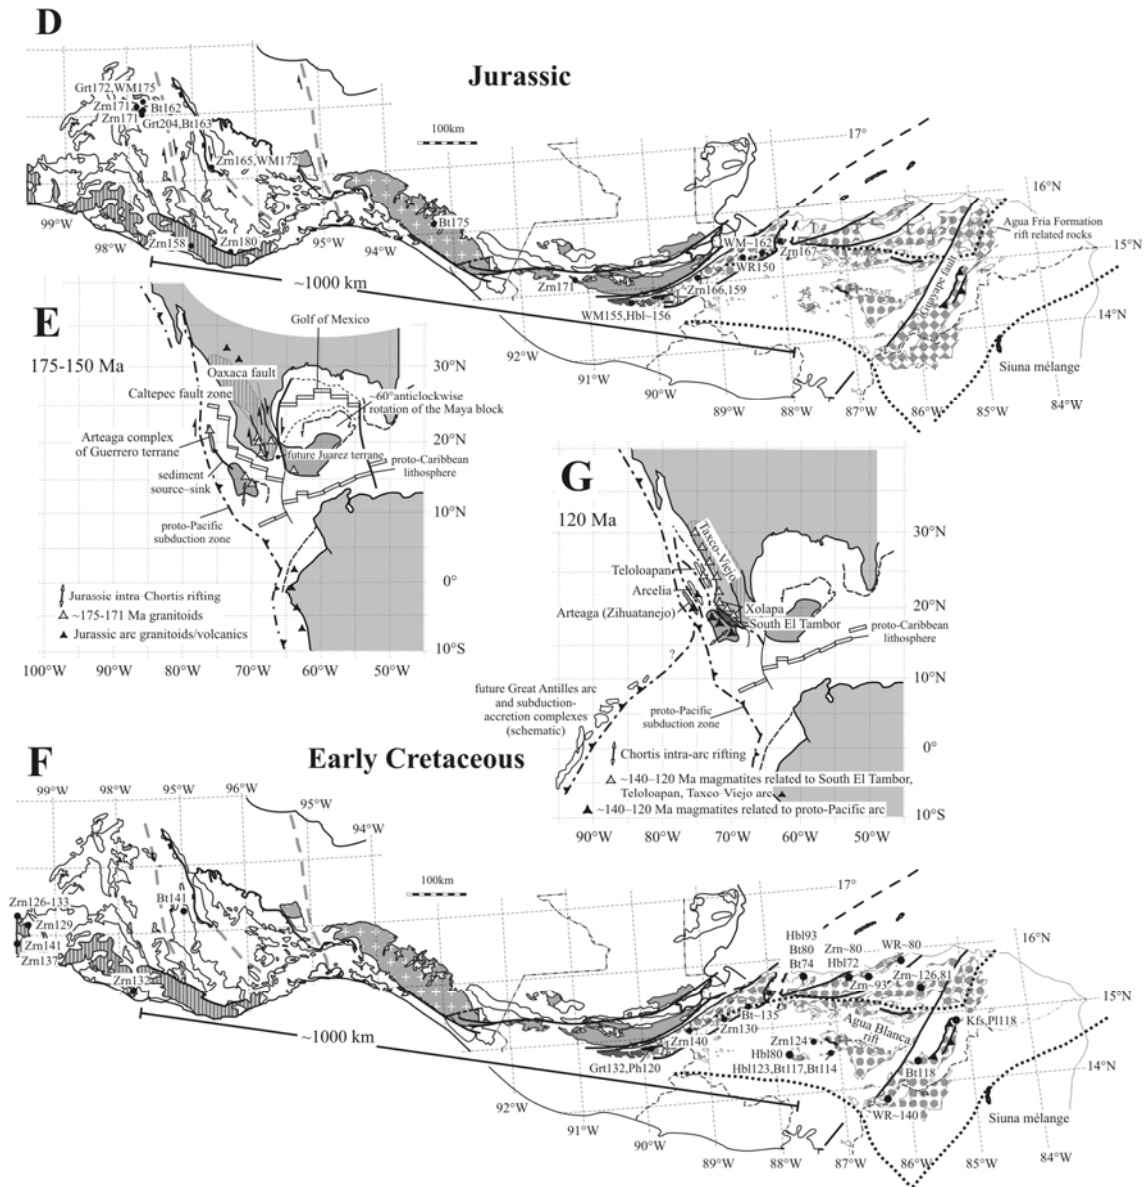 D
Jurassic
Grt172,WM175
Zrn171?
Bt162
Zrn171
Grt204,Bt163
Zrn165,WM172
100km
17°
16°N
15°N
14°N
99°W
98°W
95°W
94°W
Bt175
Zrn158
Zrn180
~1000 km
Zrn171
WM155,Hbl~156
Zrn166,159
WM~162
WR150
Zrn167
Agua Fria Formation
rift related rocks
Guayape fault
Siuna mélange
92°W
91°W
90°W
89°W
88°W
87°W
86°W
85°W
84°W
E
175-150 Ma
Golf of Mexico
Oaxaca fault
Caltepec fault zone
~60°anticlockwise
rotation of the Maya block
Arteaga complex
of Guerrero terrane
future Juarez terrane
sediment
source–sink
proto-Caribbean
lithosphere
proto-Pacific
subduction zone
30°N
20°N
10°N
0°
10°S
Jurassic intra-Chortis rifting
~175-171 Ma granitoids
Jurassic arc granitoids/volcanics
100°W
90°W
80°W
70°W
60°W
50°W
G
120 Ma
Taxco-Viejo
Teloloapan
Arcelia
Arteaga (Zihuatanejo)
Xolapa
South El Tambor
proto-Caribbean
lithosphere
?
future Great Antilles arc
and subduction-
accretion complexes
(schematic)
proto-Pacific
subduction zone
30°N
20°N
10°N
0°
10°S
Chortis intra-arc rifting
~140–120 Ma magmatites related to South El Tambor,
Teloloapan, Taxco-Viejo arc
~140–120 Ma magmatites related to proto-Pacific arc
90°W
80°W
70°W
60°W
50°W
F
Early Cretaceous
99°W
98°W
95°W
96°W
95°W
94°W
100km
17°
16°N
15°N
14°N
Zrn126-133
Zrn129
Zrn141
Zrn137
Bt141
Zrn132
~1000 km
Grt132,Ph120
Zrn140
Zrn130
Bt~135
Hbl93
Bt80
Bt74
Zrn~80
Hbl72
WR~80
Zrn~93
Zrn~126,81
Agua Blanca
rift
Kfs,Pl118
Zrn124
Hbl80
Hbl123,Bt117,Bt114
Bt118
WR~140
Siuna mélange
92°W
91°W
90°W
89°W
88°W
87°W
86°W
85°W
84°W